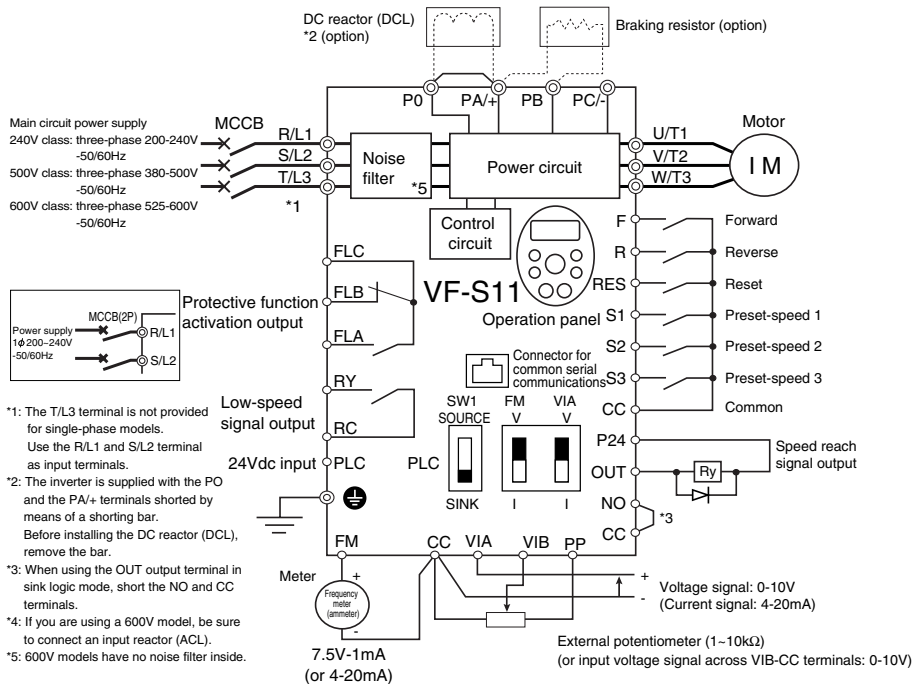 DC reactor (DCL)
*2 (option)
Braking resistor (option)
P0
PA/+
PB
PC/-
Main circuit power supply
240V class: three-phase 200-240V
-50/60Hz
500V class: three-phase 380-500V
-50/60Hz
600V class: three-phase 525-600V
-50/60Hz
MCCB
R/L1
S/L2
T/L3
*1
Noise
filter
*5
Power circuit
Control
circuit
U/T1
V/T2
W/T3
Motor
I M
FLC
FLB
FLA
Protective function
activation output
VF-S11
Operation panel
F
Forward
R
Reverse
RES
Reset
S1
Preset-speed 1
S2
Preset-speed 2
S3
Preset-speed 3
CC
Common
MCCB(2P)
Power supply
1ϕ200~240V
-50/60Hz
R/L1
S/L2
Connector for
common serial
communications
RY
RC
Low-speed
signal output
SW1
SOURCE
PLC
SINK
FM
V
I
VIA
V
I
P24
OUT
Ry
Speed reach
signal output
NO
CC
*3
24Vdc input
PLC
*1: The T/L3 terminal is not provided
for single-phase models.
Use the R/L1 and S/L2 terminal
as input terminals.
*2: The inverter is supplied with the PO
and the PA/+ terminals shorted by
means of a shorting bar.
Before installing the DC reactor (DCL),
remove the bar.
*3: When using the OUT output terminal in
sink logic mode, short the NO and CC
terminals.
*4: If you are using a 600V model, be sure
to connect an input reactor (ACL).
*5: 600V models have no noise filter inside.
FM
CC
VIA
VIB
PP
Meter
+
Frequency
meter
(ammeter)
-
7.5V-1mA
(or 4-20mA)
+
-
Voltage signal: 0-10V
(Current signal: 4-20mA)
External potentiometer (1~10kΩ)
(or input voltage signal across VIB-CC terminals: 0-10V)